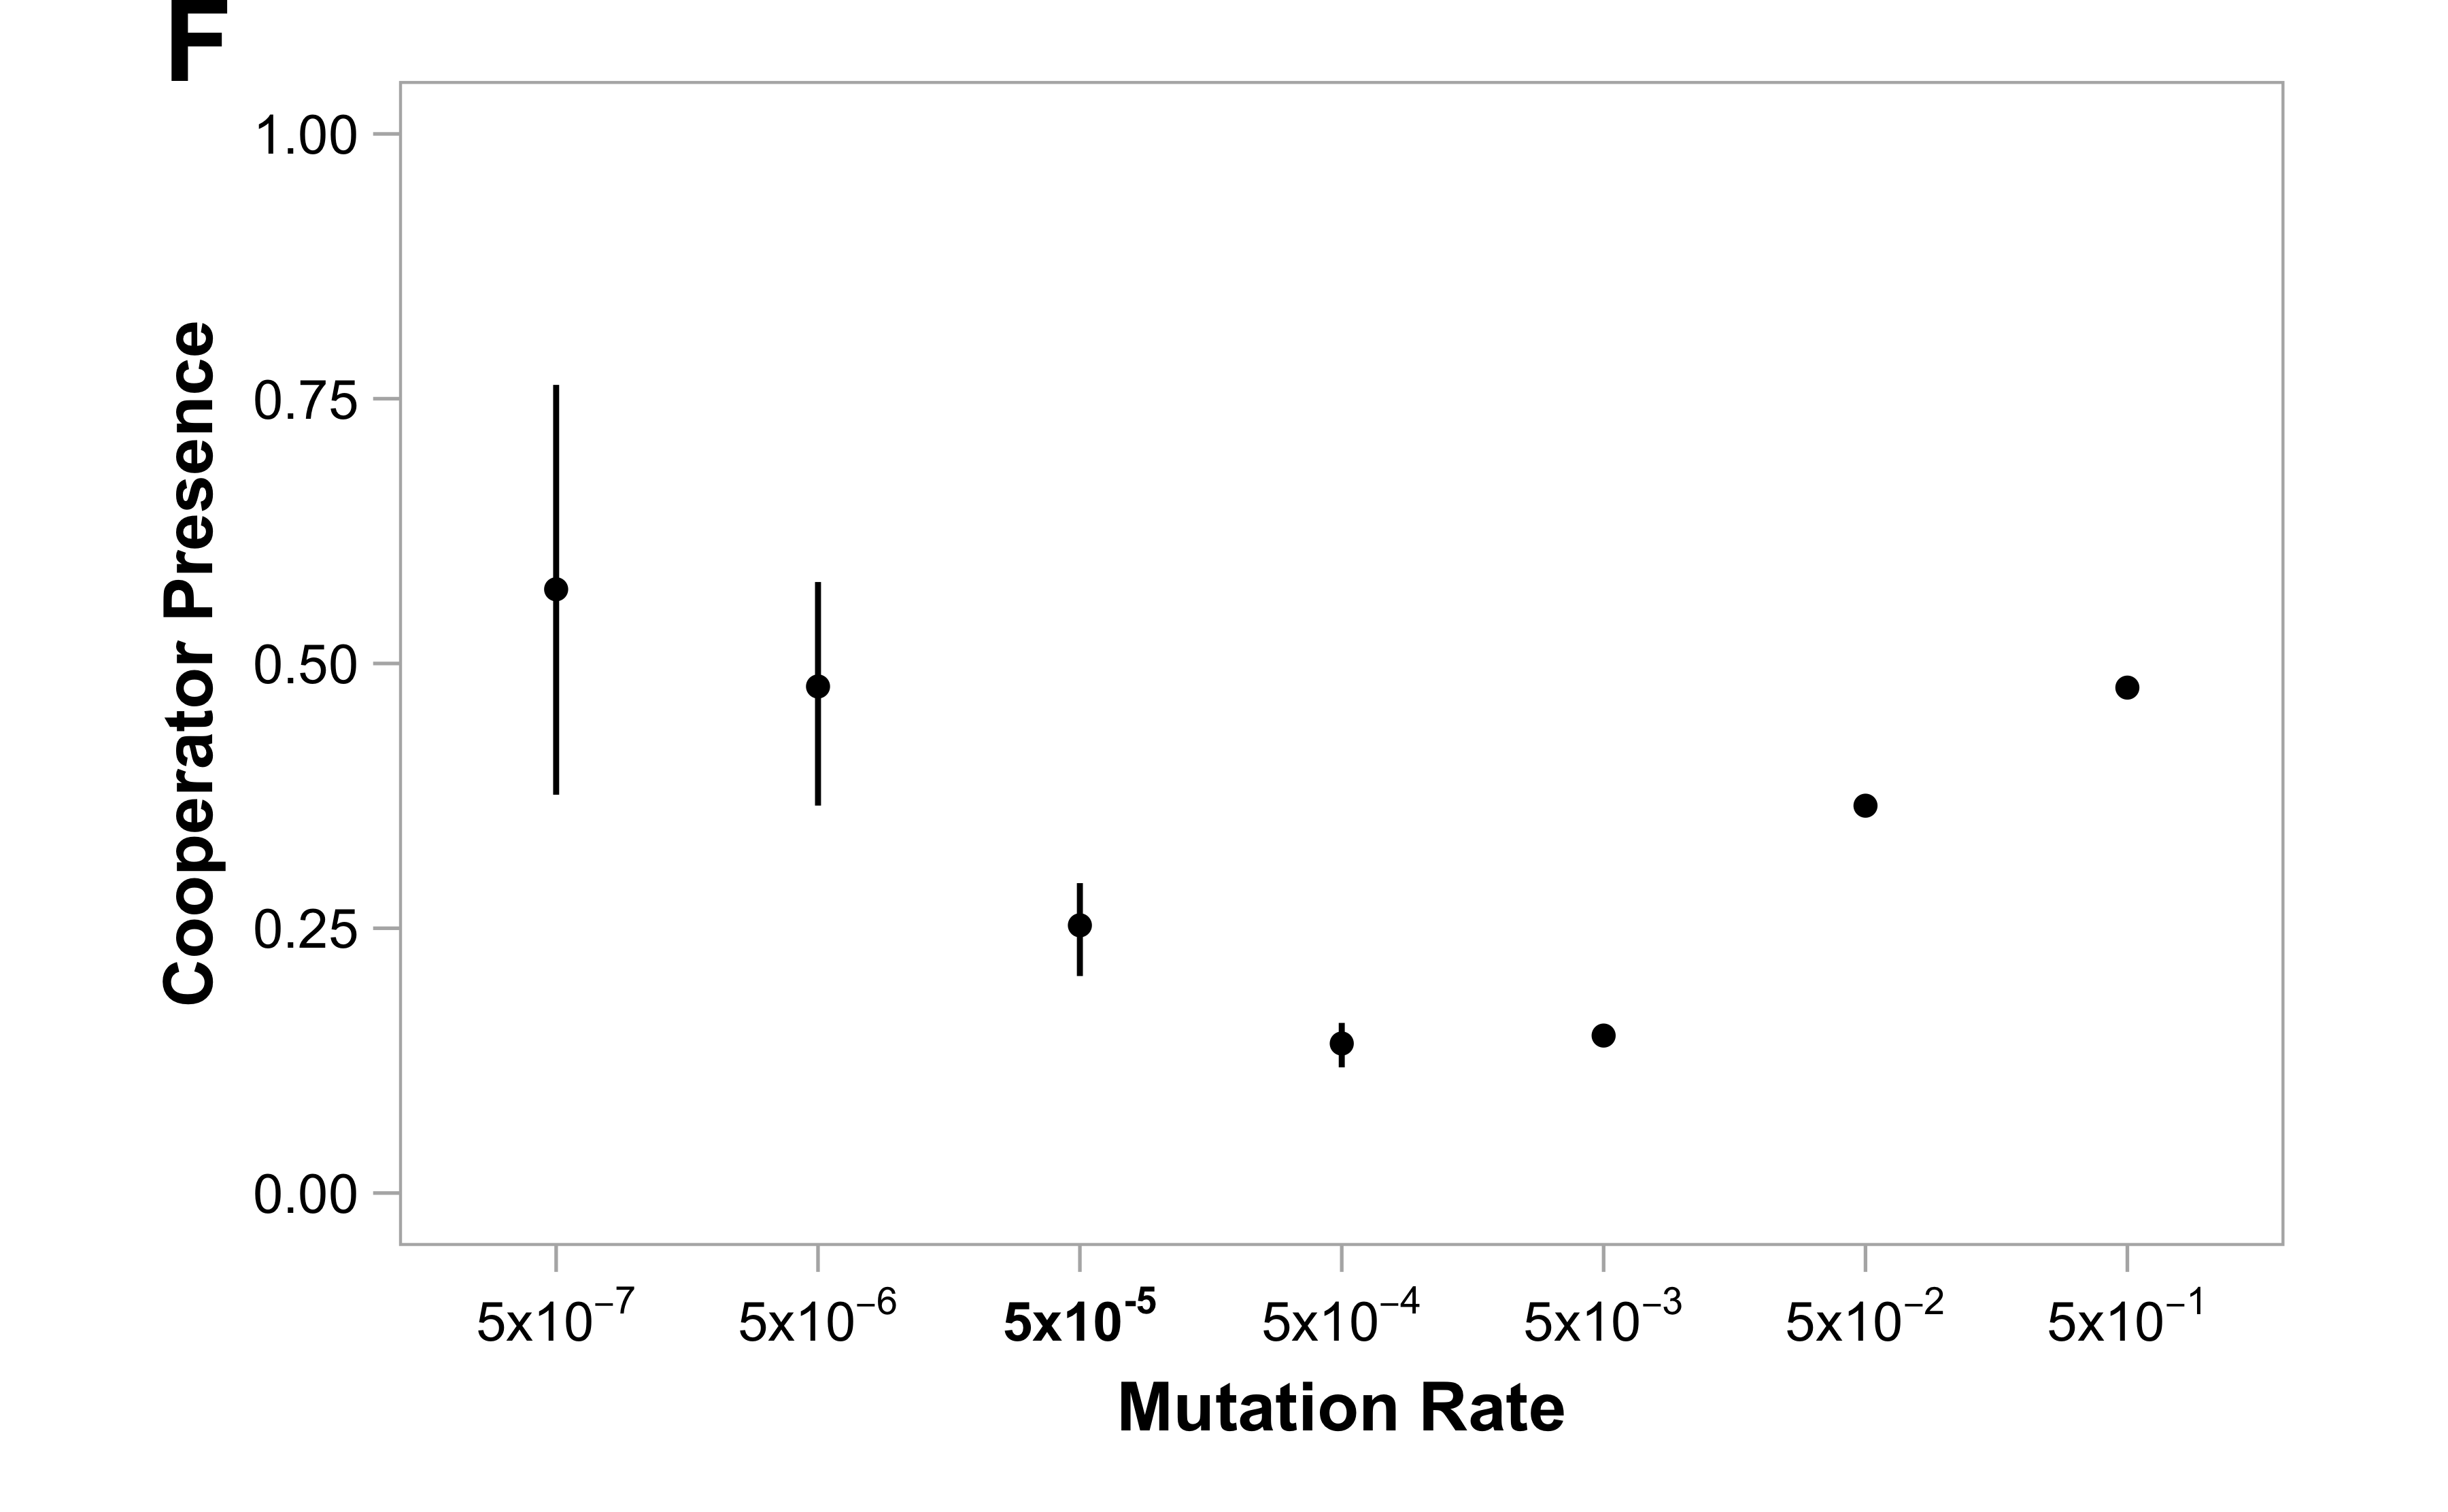 F
1.00
0.75
0.50
0.25
0.00
Cooperator Presence
5x10⁻⁷ 5x10⁻⁶ 5x10⁻⁵ 5x10⁻⁴ 5x10⁻³ 5x10⁻² 5x10⁻¹
Mutation Rate